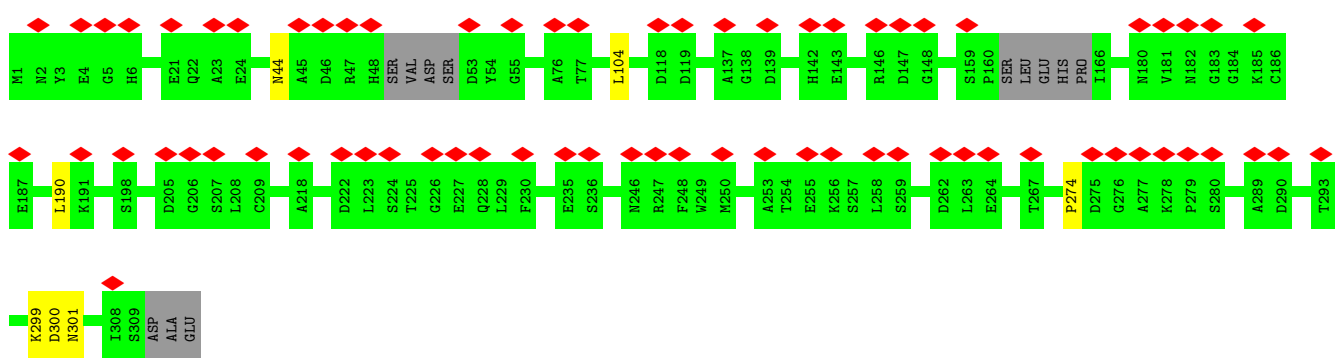 M1 N2 Y3 E4 G5 H6 E21 Q22 A23 E24 N44 A45 D46 R47 H48 SER VAL ASP SER D53 Y54 G55 A76 T77 L104 D118 D119 A137 G138 D139 H142 E143 R146 D147 G148 S159 P160 SER LEU GLU HIS PRO I166 N180 V181 N182 G183 G184 K185 C186
E187 L190 K191 S198 D205 G206 S207 L208 C209 A218 D222 L223 S224 T225 G226 E227 Q228 L229 F230 E235 S236 N246 R247 F248 W249 M250 A253 T254 E255 K256 S257 L258 S259 D262 L263 E264 T267 P274 D275 G276 A277 K278 P279 S280 A289 D290 T293
K299 D300 N301 I308 S309 ASP ALA GLU